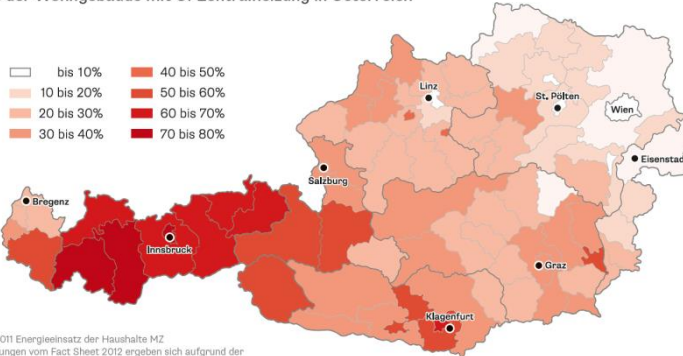 der Wohngebäude mit Öl-Zentralheizung in Österreich
bis 10%
10 bis 20%
20 bis 30%
30 bis 40%
40 bis 50%
50 bis 60%
60 bis 70%
70 bis 80%
Linz
St. Pölten
Wien
Eisenstad
Salzburg
Bregenz
Innsbruck
Graz
Klagenfurt
011 Energieeinsatz der Haushalte MZ
ungen vom Fact Sheet 2012 ergeben sich aufgrund der